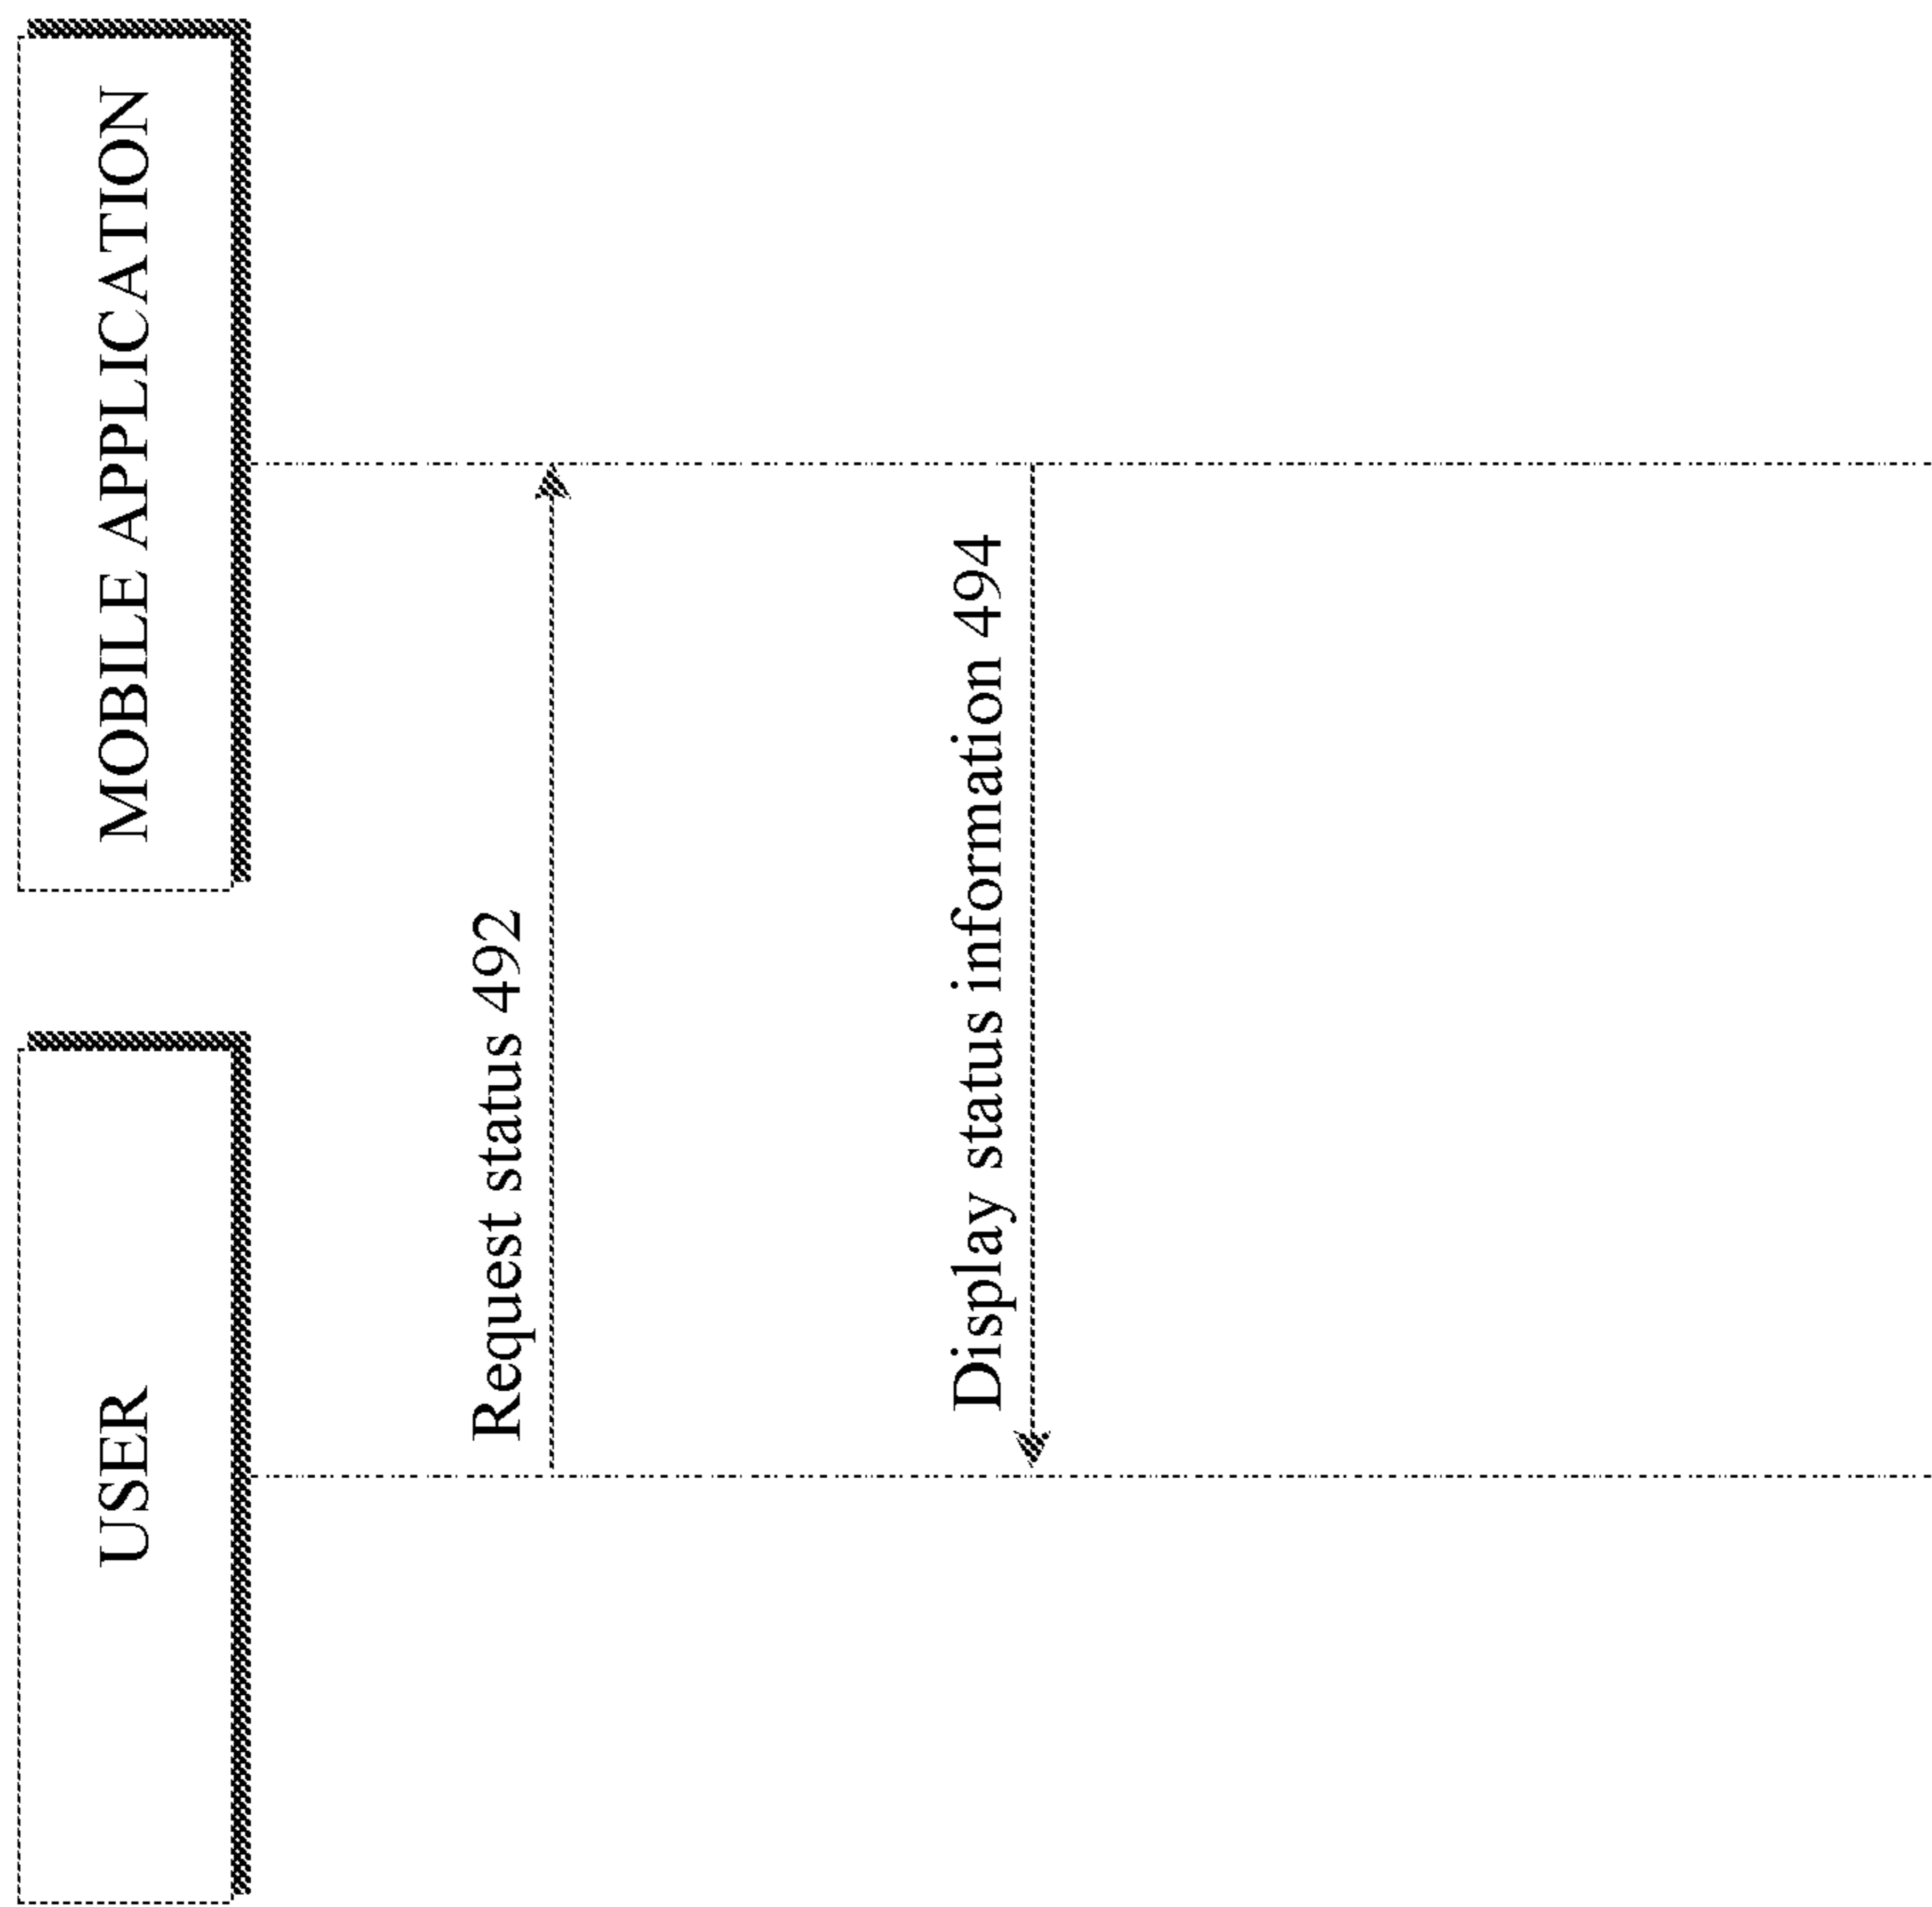 USER
MOBILE APPLICATION
Request status 492
Display status information 494